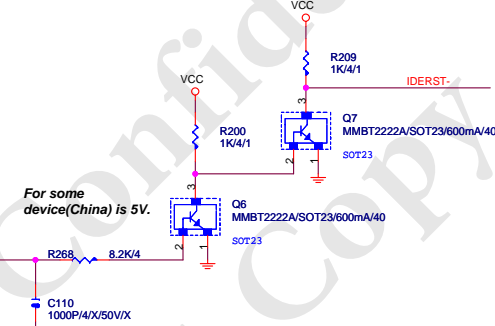 VCC
R209
1K/4/1
IDERST-
VCC
3
Q7
MMBT2222A/SOT23/600mA/40
R200
1K/4/1
SOT23
2
1
For some
device(China) is 5V.
3
Q6
MMBT2222A/SOT23/600mA/40
SOT23
2
1
R268
8.2K/4
C110
1000P/4/X/50V/X
Confide
Copy